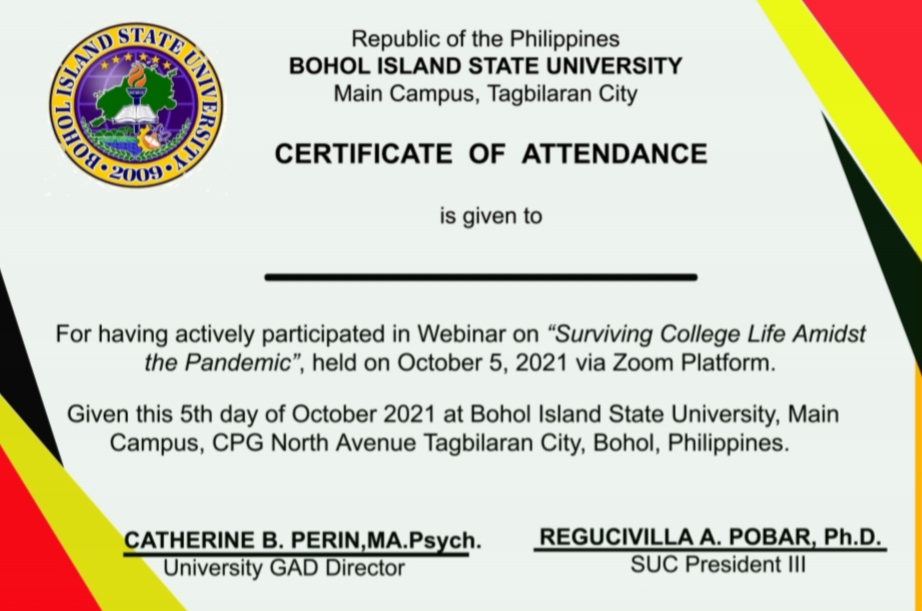 BOHOL ISLAND STATE UNIVERSITY
2009
Republic of the Philippines
BOHOL ISLAND STATE UNIVERSITY
Main Campus, Tagbilaran City
CERTIFICATE OF ATTENDANCE
is given to
For having actively participated in Webinar on “Surviving College Life Amidst
the Pandemic”, held on October 5, 2021 via Zoom Platform.
Given this 5th day of October 2021 at Bohol Island State University, Main
Campus, CPG North Avenue Tagbilaran City, Bohol, Philippines.
CATHERINE B. PERIN,MA.Psych.
University GAD Director
REGUCIVILLA A. POBAR, Ph.D.
SUC President III